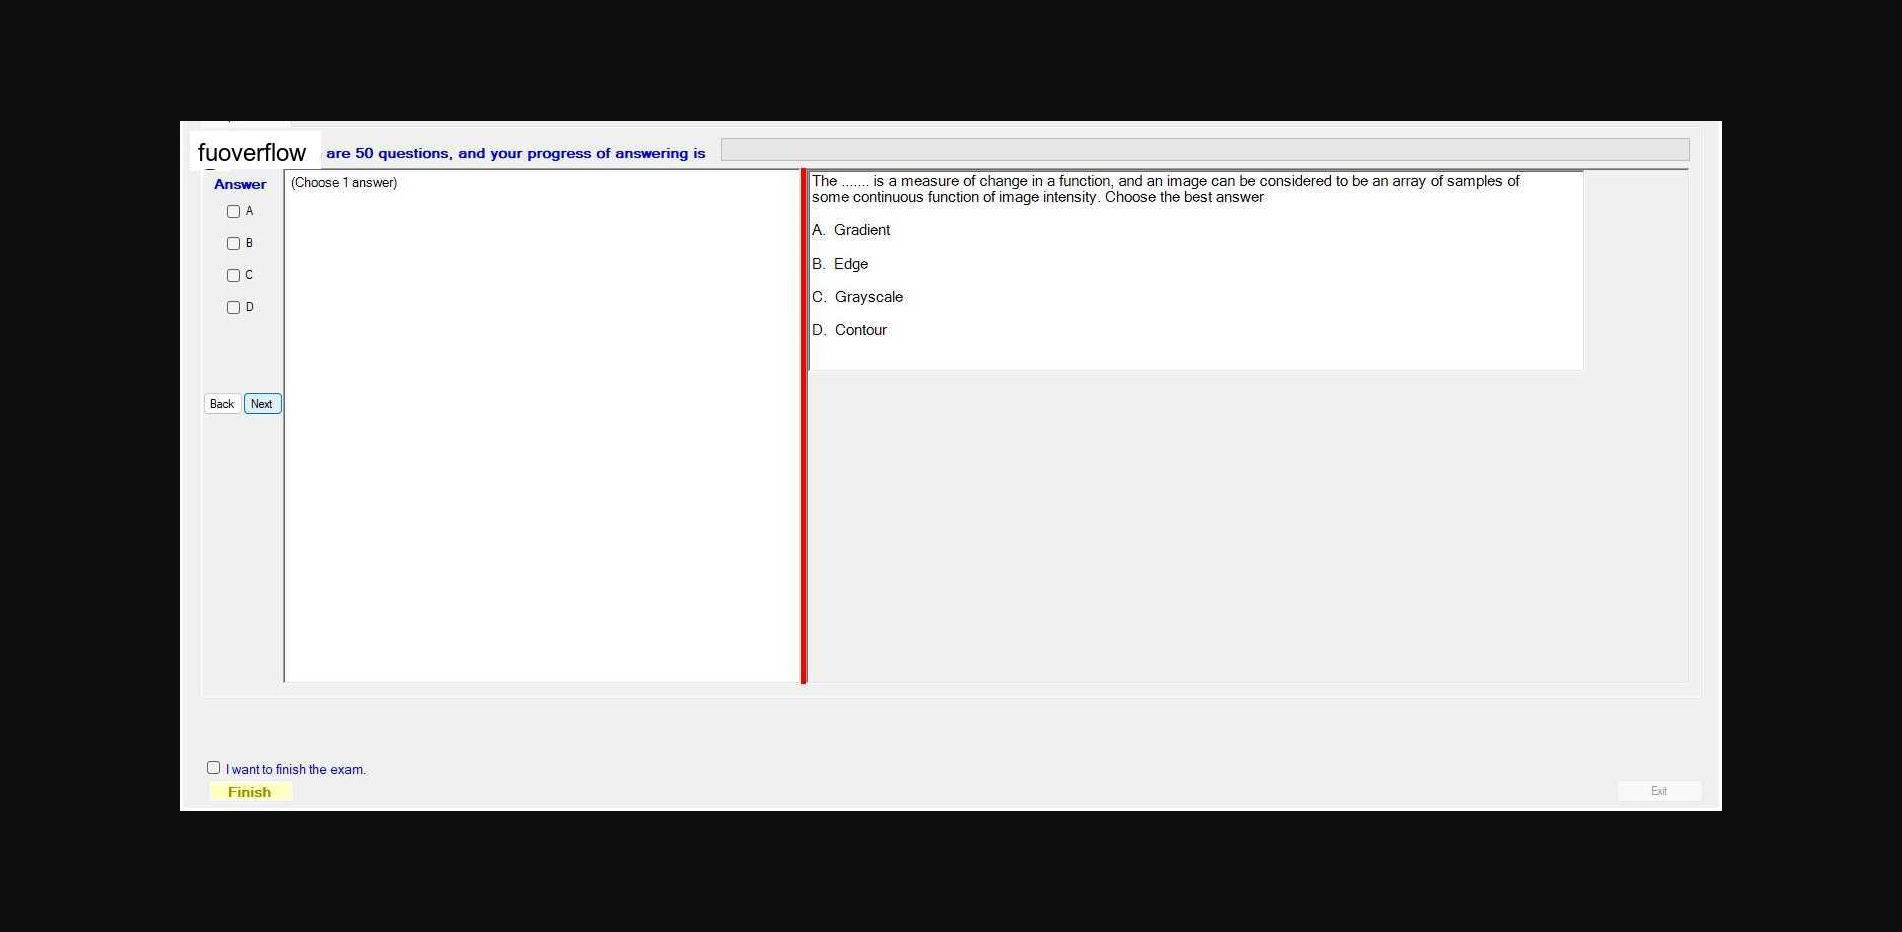 fuoverflow are 50 questions, and your progress of answering is
Answer
A
B
C
D
Back Next
(Choose 1 answer)
The ....... is a measure of change in a function, and an image can be considered to be an array of samples of
some continuous function of image intensity. Choose the best answer
A. Gradient
B. Edge
C. Grayscale
D. Contour
I want to finish the exam.
Finish
Exit